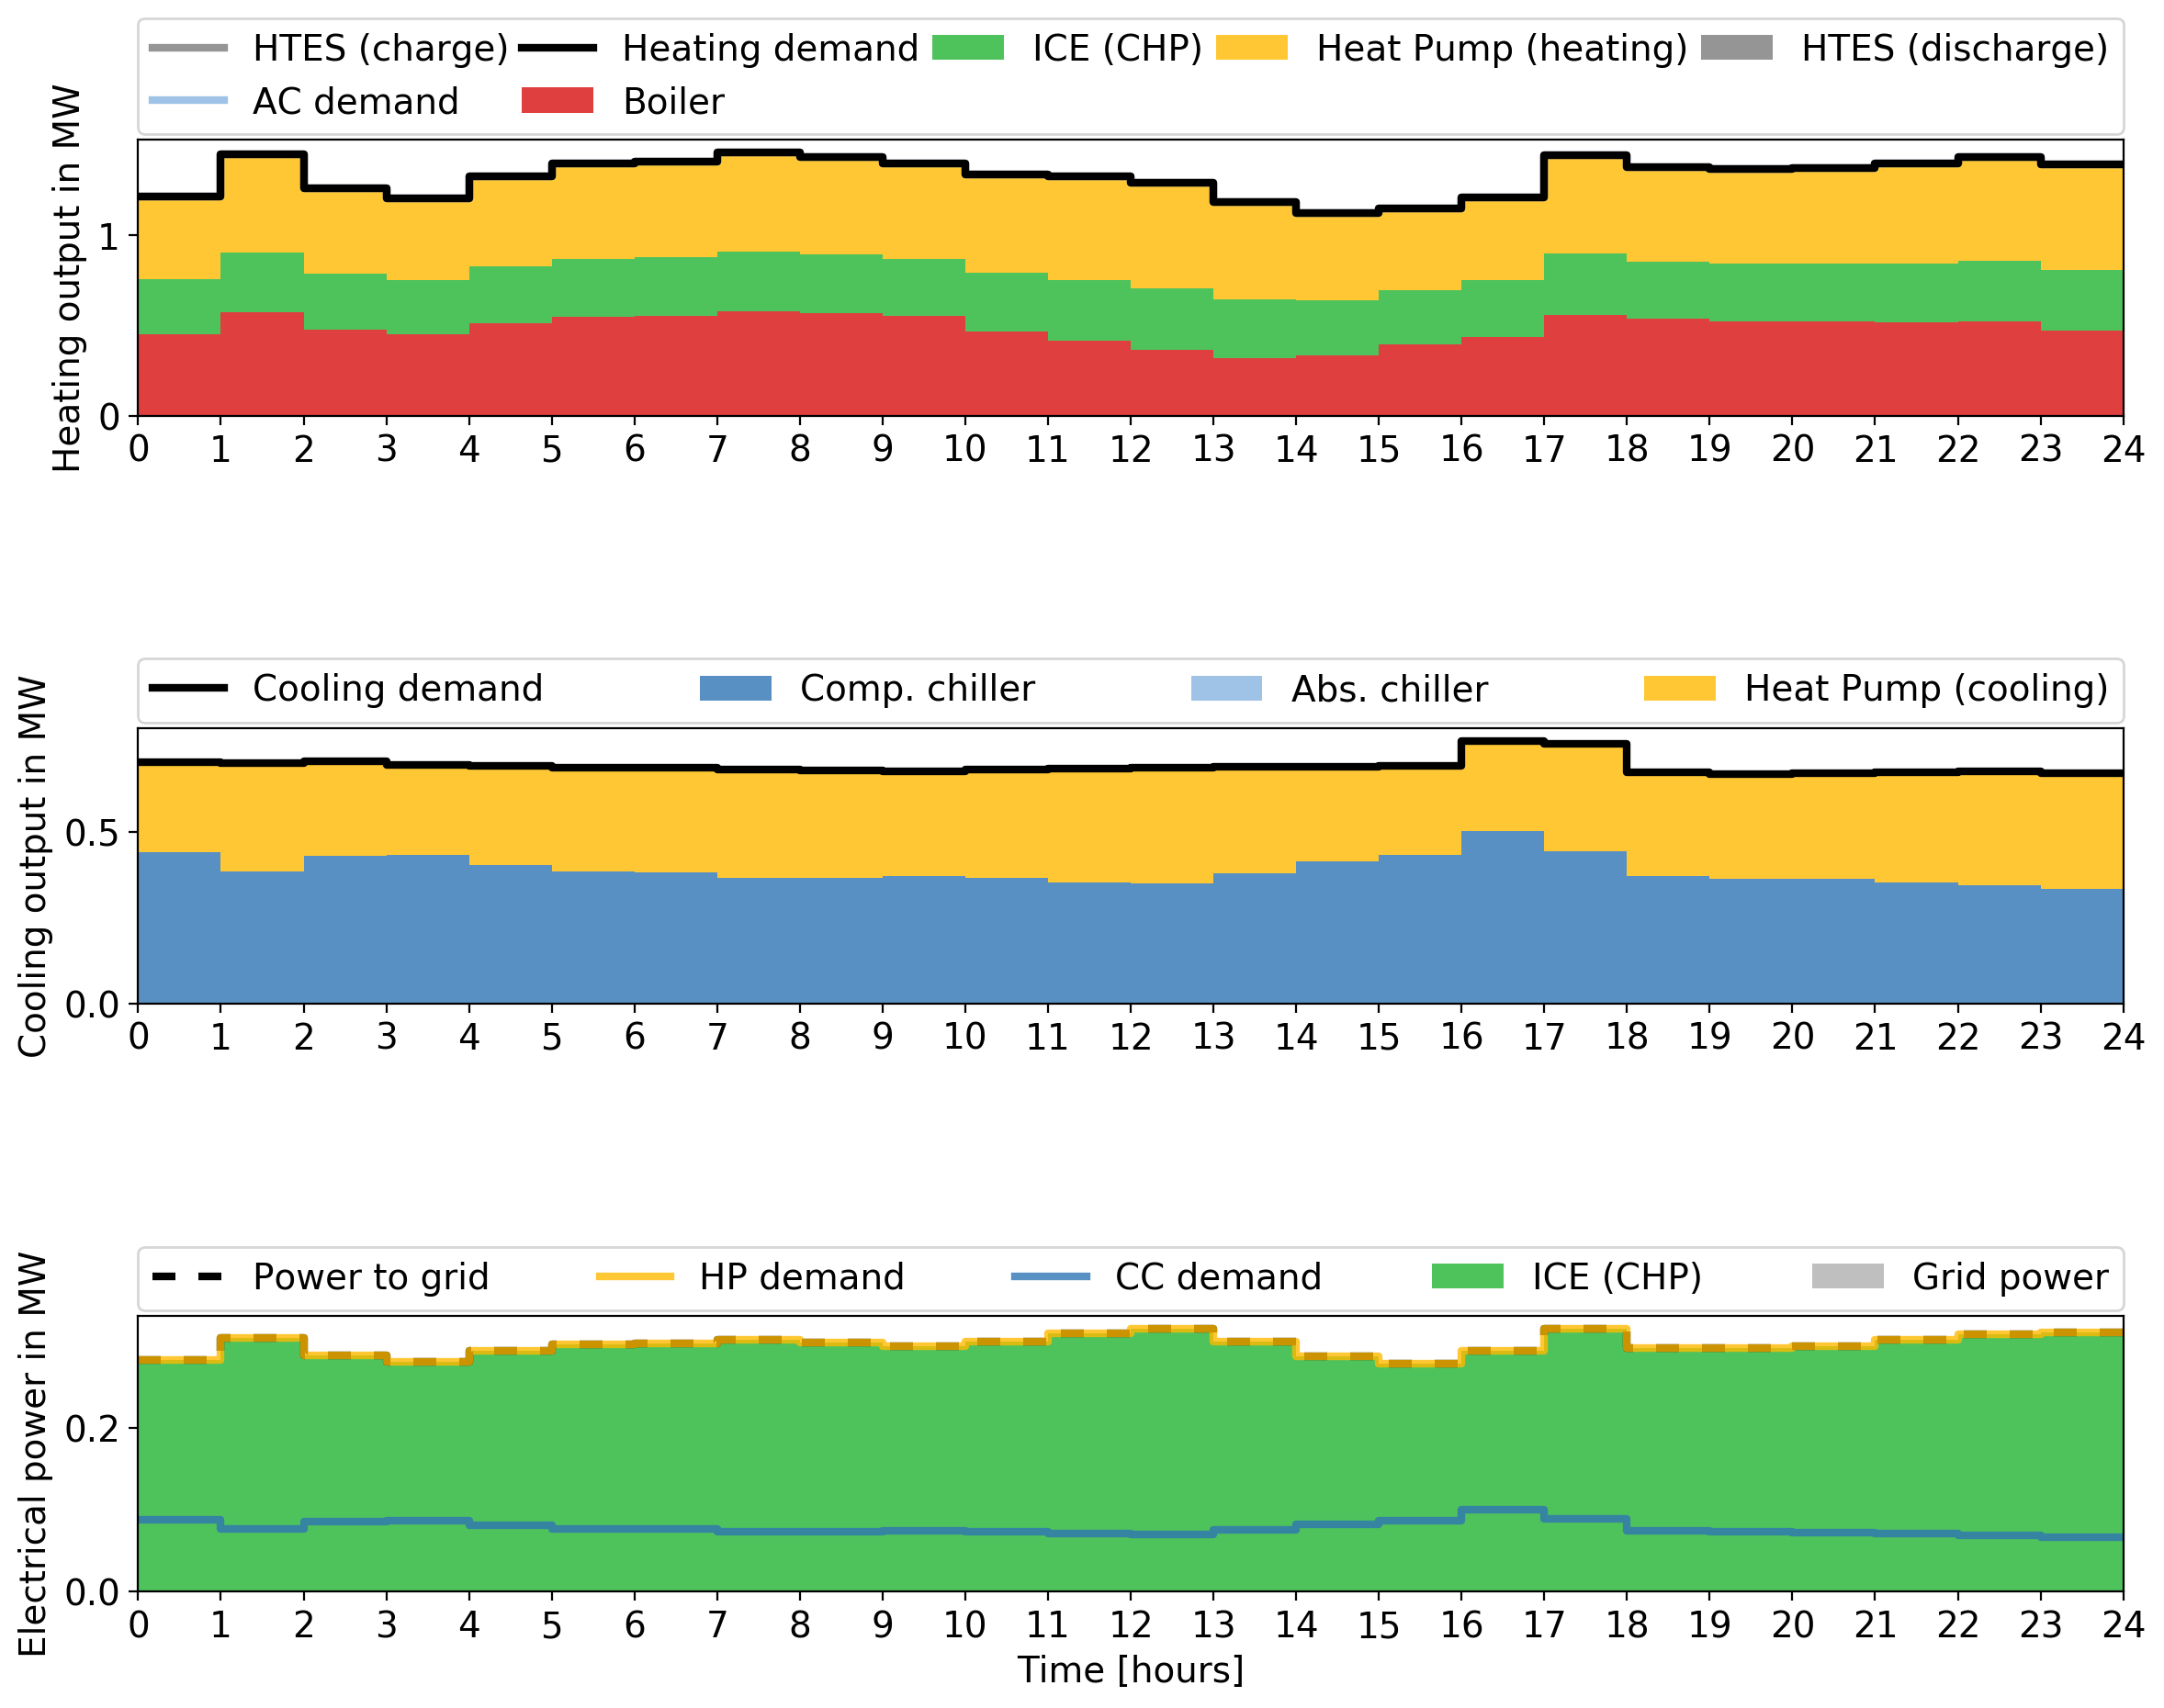 HTES (charge) Heating demand ICE (CHP) Heat Pump (heating) HTES (discharge)
AC demand Boiler
Heating output in MW
1
0
0 1 2 3 4 5 6 7 8 9 10 11 12 13 14 15 16 17 18 19 20 21 22 23 24
Cooling demand Comp. chiller Abs. chiller Heat Pump (cooling)
Cooling output in MW
0.5
0.0
0 1 2 3 4 5 6 7 8 9 10 11 12 13 14 15 16 17 18 19 20 21 22 23 24
Power to grid HP demand CC demand ICE (CHP) Grid power
Electrical power in MW
0.2
0.0
0 1 2 3 4 5 6 7 8 9 10 11 12 13 14 15 16 17 18 19 20 21 22 23 24
Time [hours]